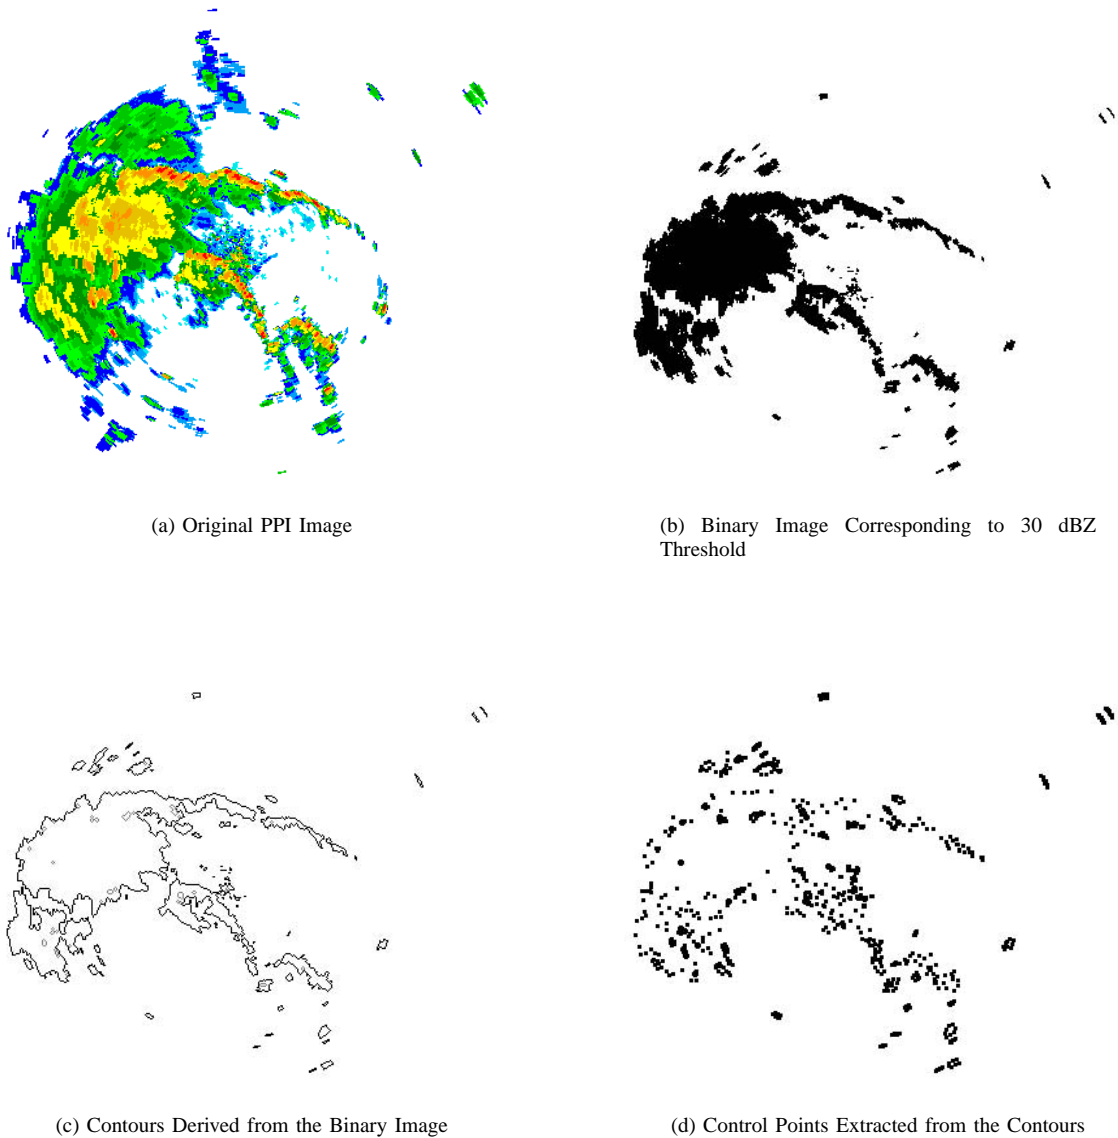 (a) Original PPI Image
(b) Binary Image Corresponding to 30 dBZ
Threshold
(c) Contours Derived from the Binary Image
(d) Control Points Extracted from the Contours